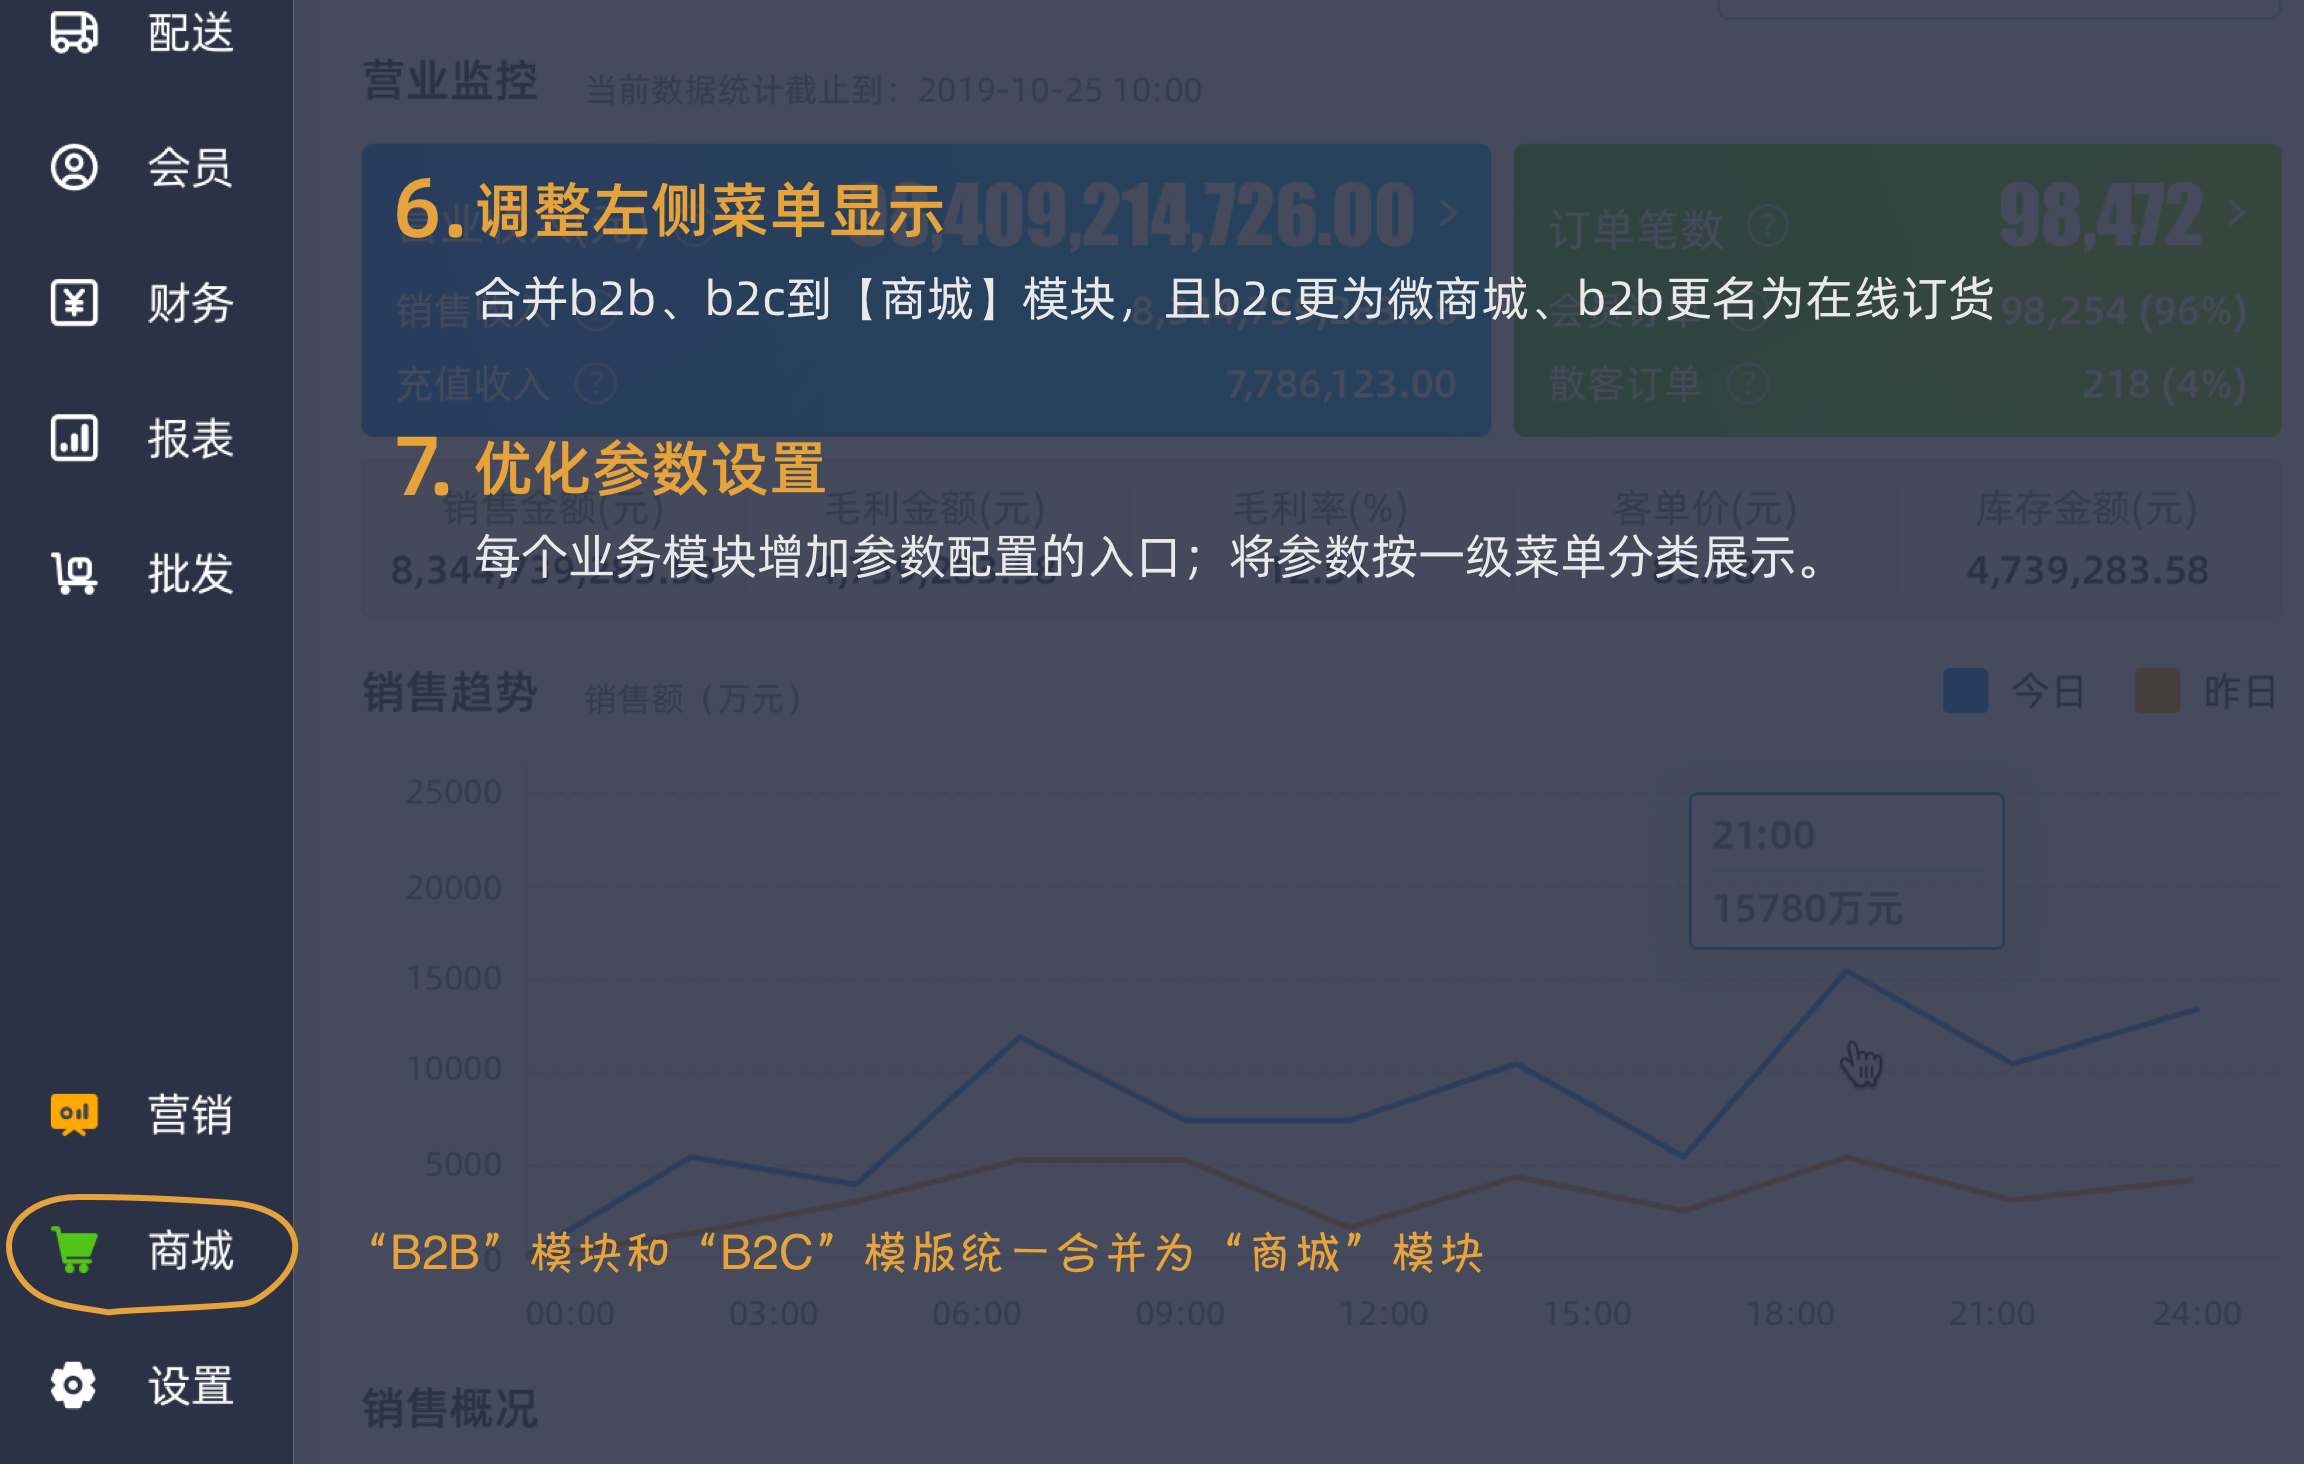 配送
会员
财务
报表
批发
营销
商城
设置
营业监控 当前数据统计截止到：2019-10-25 10:00
6. 调整左侧菜单显示
,409,214,726.00
订单笔数 98,472
合并b2b、b2c到【商城】模块，且b2c更为微商城、b2b更名为在线订货
98,254 (96%)
充值收入 7,786,123.00
散客订单 218 (4%)
7. 优化参数设置
销售金额(元) 毛利金额(元) 毛利率(%) 客单价(元) 库存金额(元)
每个业务模块增加参数配置的入口；将参数按一级菜单分类展示。
4,739,283.58
销售趋势 销售额（万元） 今日 昨日
25000
20000
15000
10000
5000
0
21:00
15780万元
“B2B”模块和“B2C”模版统一合并为“商城”模块
00:00 03:00 06:00 09:00 12:00 15:00 18:00 21:00 24:00
销售概况